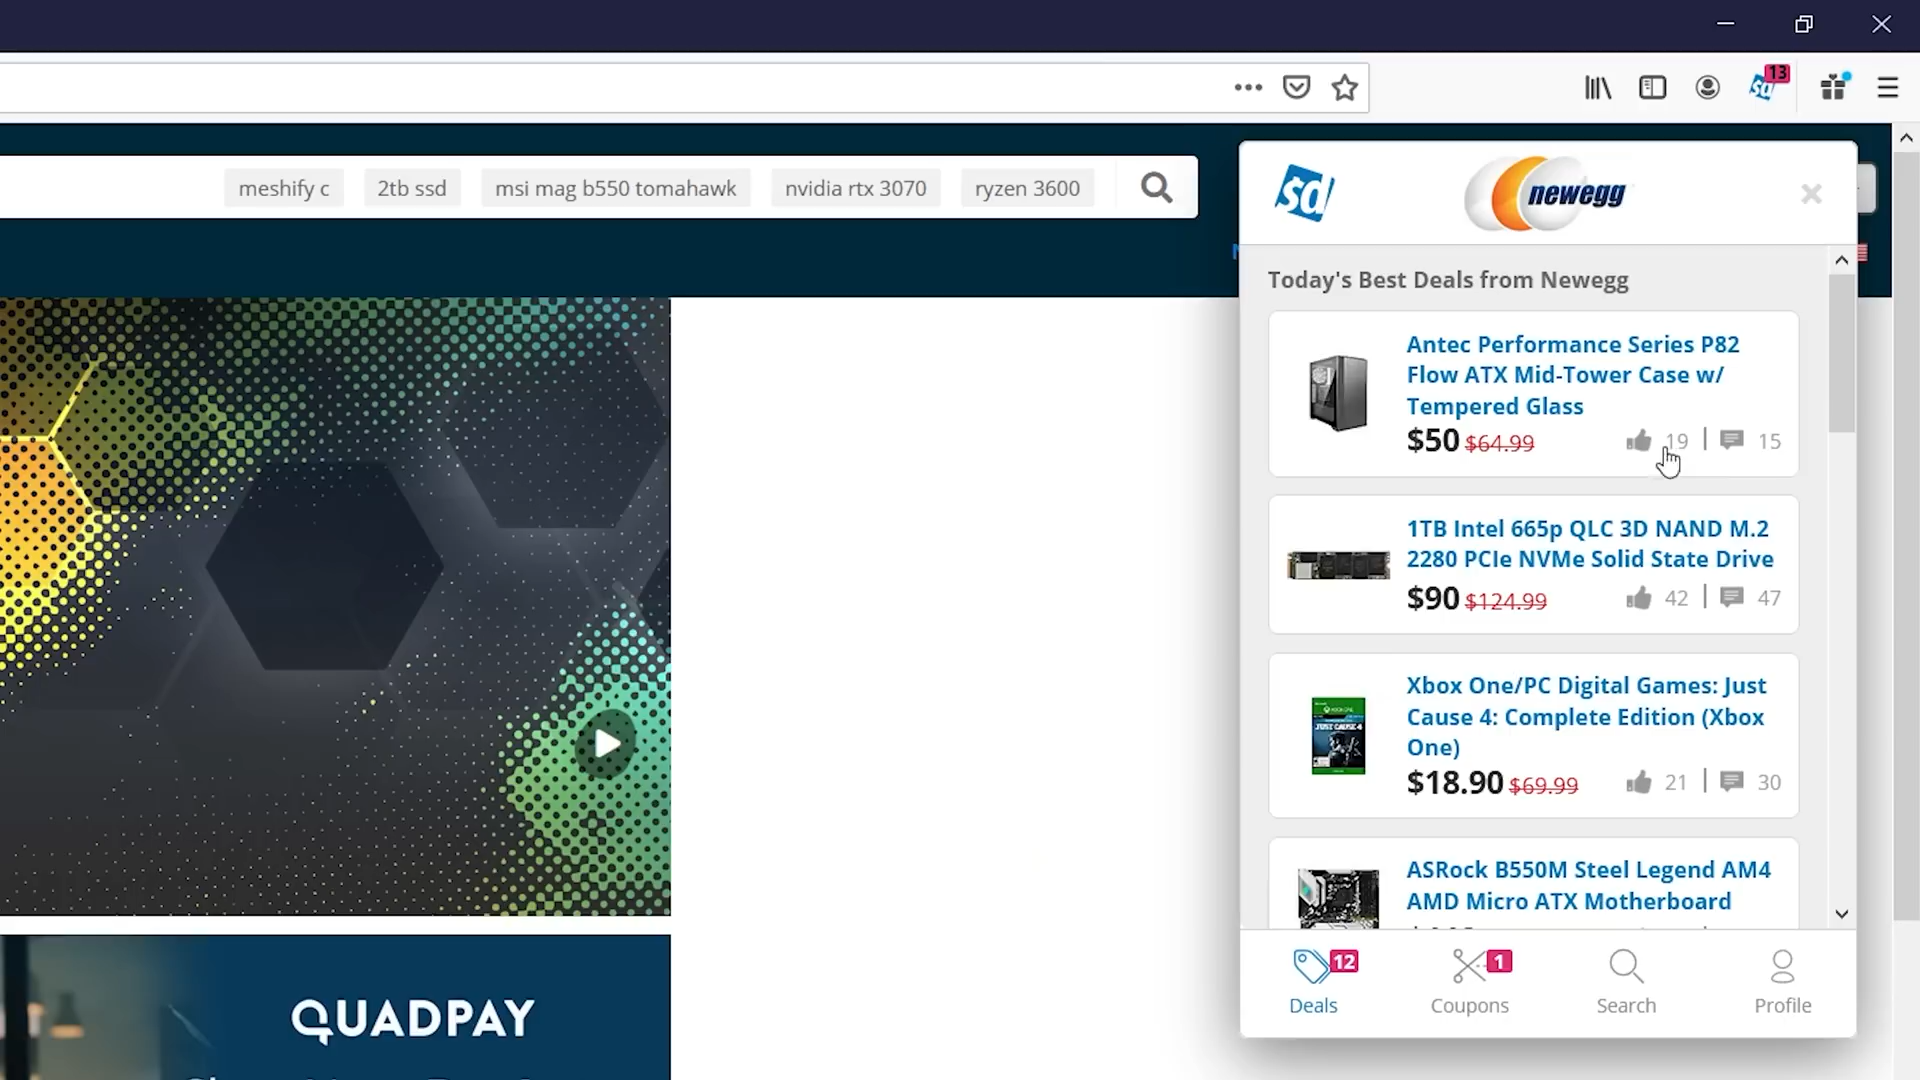 13
meshify c
2tb ssd
msi mag b550 tomahawk
nvidia rtx 3070
ryzen 3600
sd
newegg
Today's Best Deals from Newegg
Antec Performance Series P82
Flow ATX Mid-Tower Case w/
Tempered Glass
$50 $64.99 19 | 15
1TB Intel 665p QLC 3D NAND M.2
2280 PCIe NVMe Solid State Drive
$90 $124.99 42 | 47
JUST CAUSE 4
Xbox One/PC Digital Games: Just
Cause 4: Complete Edition (Xbox
One)
$18.90 $69.99 21 | 30
ASRock B550M Steel Legend AM4
AMD Micro ATX Motherboard
12
Deals
1
Coupons
Search
Profile
QUADPAY